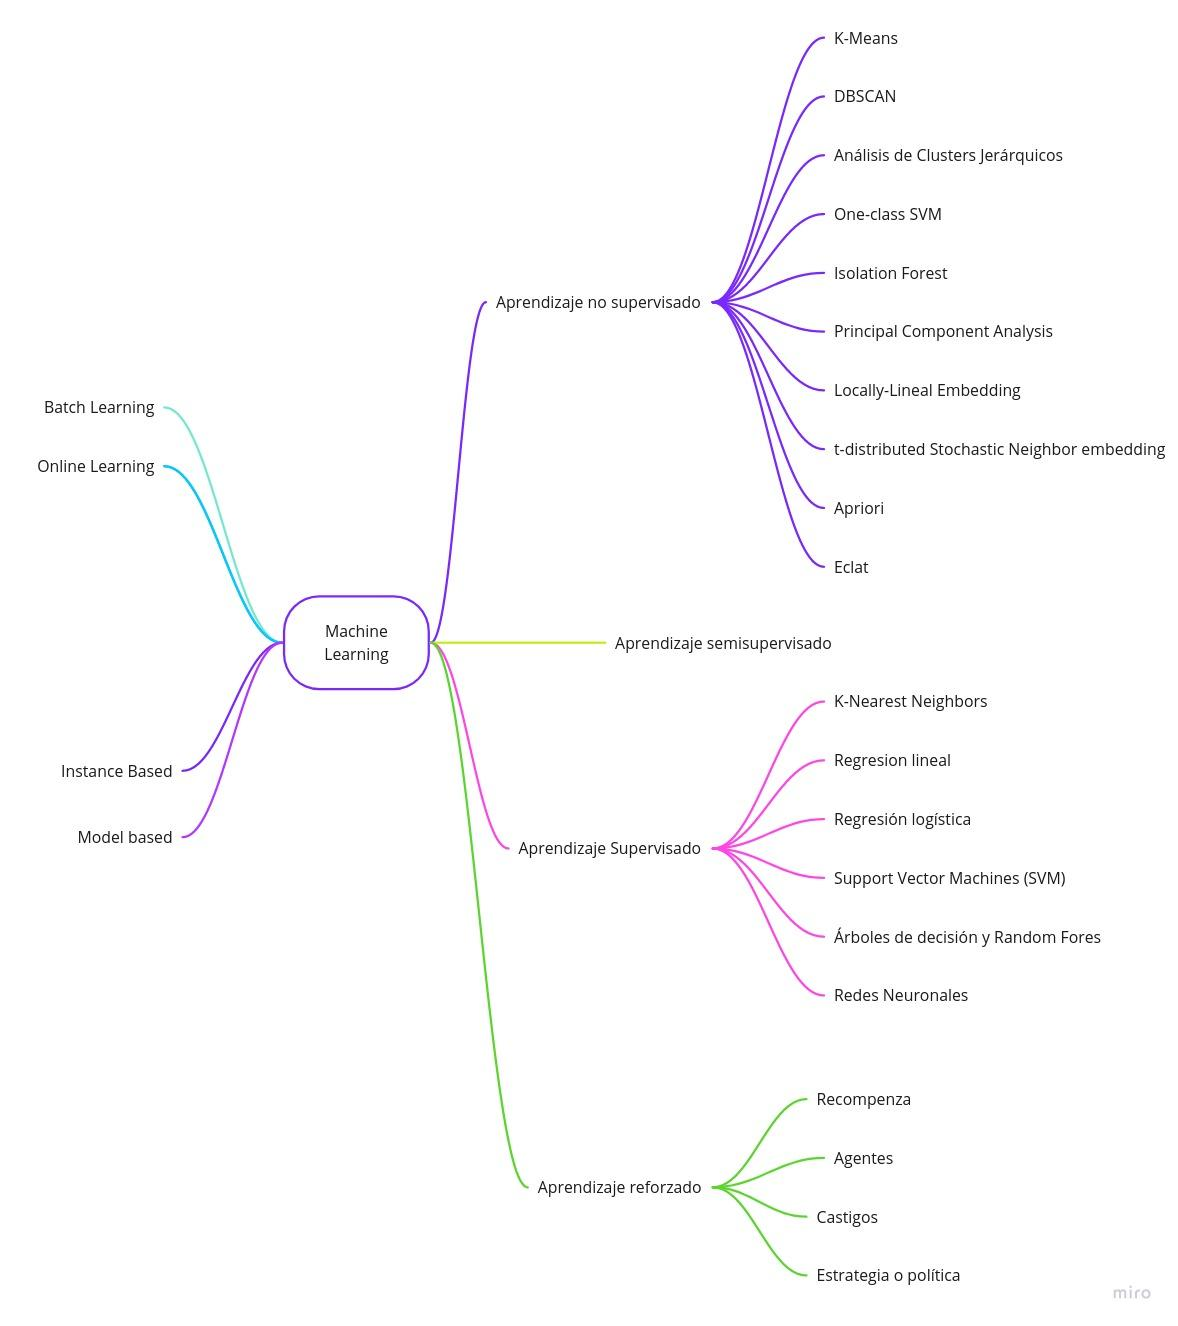 K-Means
DBSCAN
Análisis de Clusters Jerárquicos
One-class SVM
Isolation Forest
Aprendizaje no supervisado
Principal Component Analysis
Locally-Lineal Embedding
t-distributed Stochastic Neighbor embedding
Apriori
Eclat
Batch Learning
Online Learning
Machine
Learning
Instance Based
Model based
Aprendizaje semisupervisado
K-Nearest Neighbors
Regresion lineal
Regresión logística
Aprendizaje Supervisado
Support Vector Machines (SVM)
Árboles de decisión y Random Fores
Redes Neuronales
Recompenza
Agentes
Aprendizaje reforzado
Castigos
Estrategia o política
miro